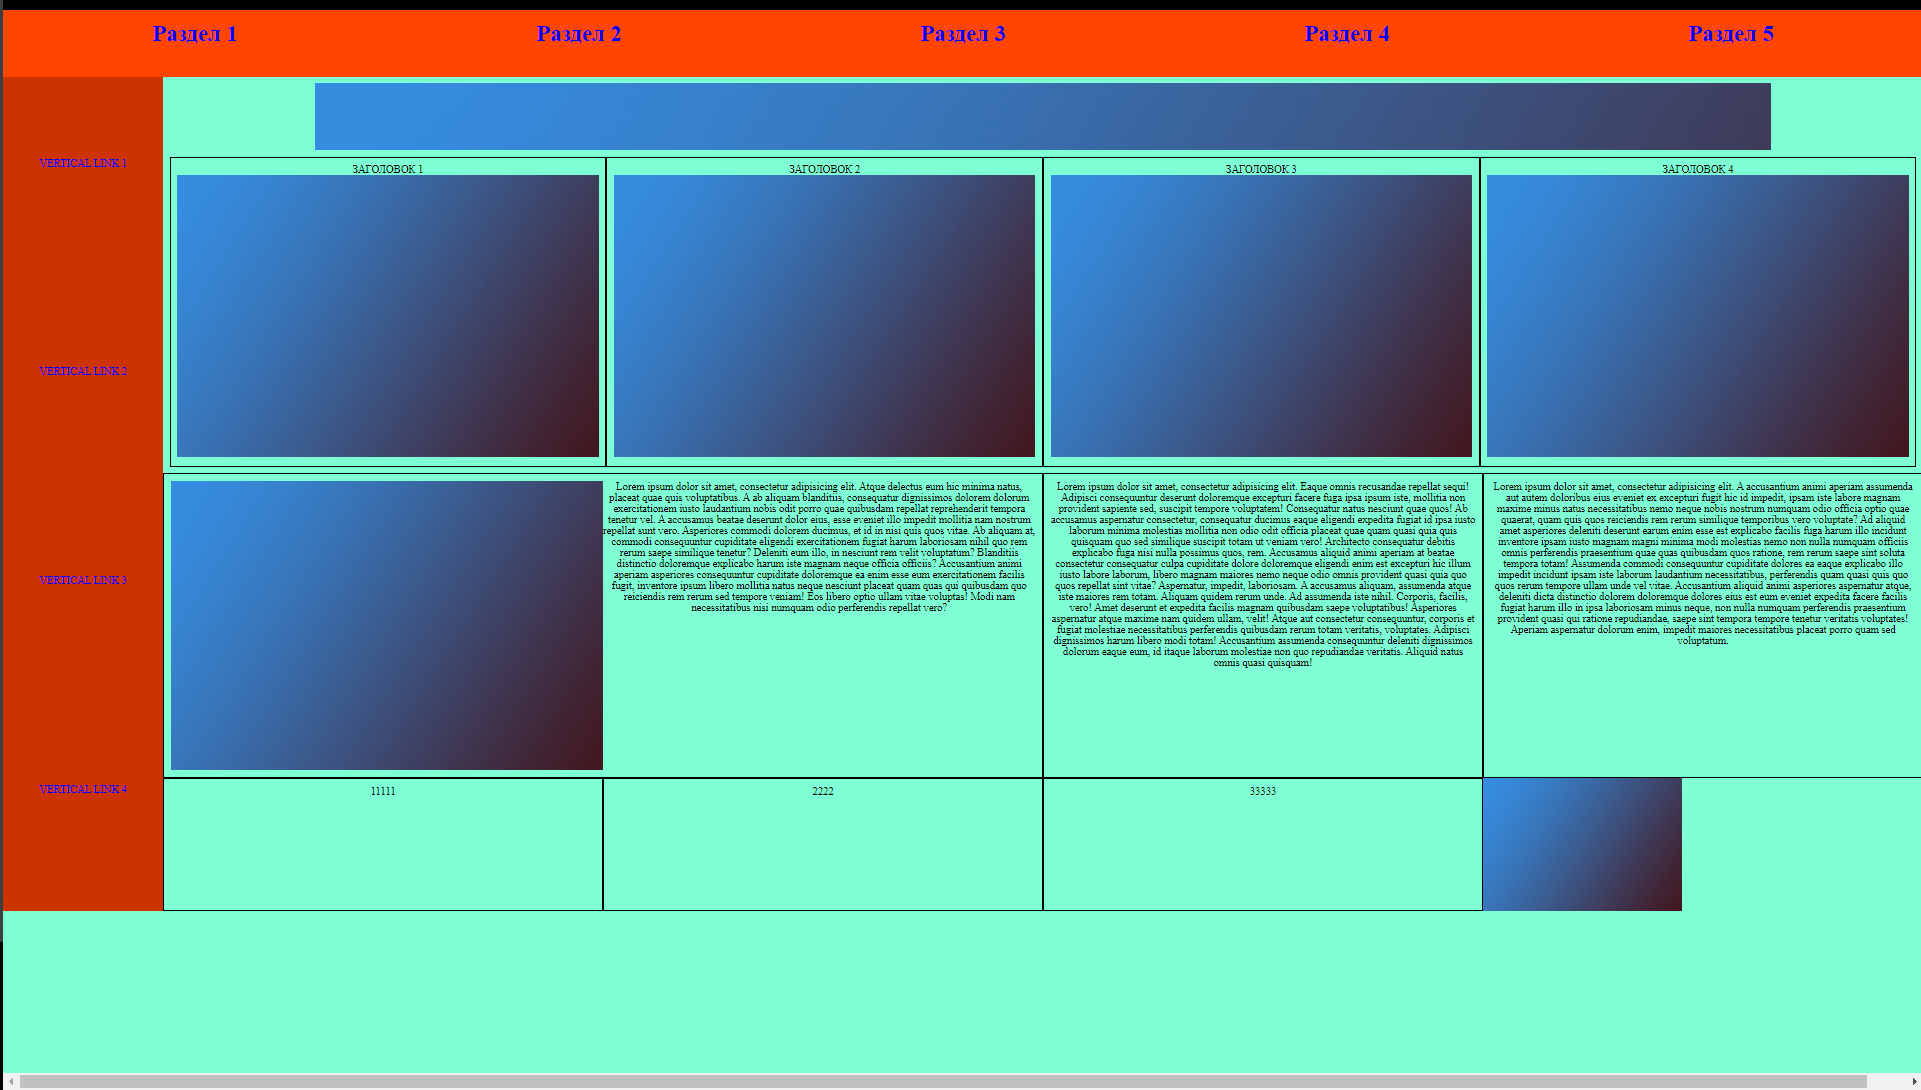 Раздел 1 Раздел 2 Раздел 3 Раздел 4 Раздел 5
VERTICAL LINK 1
VERTICAL LINK 2
VERTICAL LINK 3
VERTICAL LINK 4
ЗАГОЛОВОК 1
ЗАГОЛОВОК 2
ЗАГОЛОВОК 3
ЗАГОЛОВОК 4
Lorem ipsum dolor sit amet, consectetur adipisicing elit. Atque delectus eum hic minima natus,
placeat quae quis voluptatibus. A ab aliquam blanditiis, consequatur dignissimos dolorem dolorum
exercitationem iusto laudantium nobis odit porro quae quibusdam repellat reprehenderit tempora
tenetur vel. A accusamus beatae deserunt dolor eius, esse eveniet illo impedit mollitia nam nostrum
repellat sunt vero. Asperiores commodi dolorem ducimus, et id in nisi quis quos vitae. Ab aliquam at,
commodi consequuntur cupiditate eligendi exercitationem fugiat harum laboriosam nihil quo rem
rerum saepe similique tenetur? Deleniti eum illo, in nesciunt rem velit voluptatum? Blanditiis
distinctio doloremque explicabo harum iste magnam neque officia officiis? Accusantium animi
aperiam asperiores consequuntur cupiditate doloremque ea enim esse eum exercitationem facilis
fugit, inventore ipsum libero mollitia natus neque nesciunt placeat quam quas qui quibusdam quo
reiciendis rem rerum sed tempore veniam! Eos libero optio ullam vitae voluptas! Modi nam
necessitatibus nisi numquam odio perferendis repellat vero?
Lorem ipsum dolor sit amet, consectetur adipisicing elit. Eaque omnis recusandae repellat sequi!
Adipisci consequuntur deserunt doloremque excepturi facere fuga ipsa ipsum iste, mollitia non
provident sapiente sed, suscipit tempore voluptatem! Consequatur natus nesciunt quae quos! Ab
accusamus aspernatur consectetur, consequatur ducimus eaque eligendi expedita fugiat id ipsa iusto
laborum minima molestias mollitia non odio odit officia placeat quae quam quasi quia quis
quisquam quo sed similique suscipit totam ut veniam vero! Architecto consequatur debitis
explicabo fuga nisi nulla possimus quos, rem. Accusamus aliquid animi aperiam at beatae
consectetur consequatur culpa cupiditate dolore doloremque eligendi enim est excepturi hic illum
iusto labore laborum, libero magnam maiores nemo neque odio omnis provident quasi quia quo
quos repellat sint vitae? Aspernatur, impedit, laboriosam. A accusamus aliquam, assumenda atque
iste maiores rem totam. Aliquam quidem rerum unde. Ad assumenda iste nihil. Corporis, facilis,
vero! Amet deserunt et expedita facilis magnam quibusdam saepe voluptatibus! Asperiores
aspernatur atque maxime nam quidem ullam, velit! Atque aut consectetur consequuntur, corporis et
fugiat molestiae necessitatibus perferendis quibusdam rerum totam veritatis, voluptates. Adipisci
dignissimos harum libero modi totam! Accusantium assumenda consequuntur deleniti dignissimos
dolorum eaque eum, id itaque laborum molestiae non quo repudiandae veritatis. Aliquid natus
omnis quasi quisquam!
Lorem ipsum dolor sit amet, consectetur adipisicing elit. A accusantium animi aperiam assumenda
aut autem doloribus eius eveniet ex excepturi fugit hic id impedit, ipsam iste labore magnam
maxime minus natus necessitatibus nemo neque nobis nostrum numquam odio officia optio quae
quaerat, quam quis quos reiciendis rem rerum similique temporibus vero voluptate? Ad aliquid
amet asperiores deleniti deserunt earum enim esse est explicabo facilis fuga harum illo incidunt
inventore ipsam iusto magnam magni minima modi molestias nemo non nulla numquam officiis
omnis perferendis praesentium quae quas quibusdam quos ratione, rem rerum saepe sint soluta
tempora totam! Assumenda commodi consequuntur cupiditate dolores ea eaque explicabo illo
impedit incidunt ipsam iste laborum laudantium necessitatibus, perferendis quam quasi quis quo
quos rerum tempore ullam unde vel vitae. Accusantium aliquid animi asperiores aspernatur atque,
deleniti dicta distinctio dolorem doloremque dolores eius est eum eveniet expedita facere facilis
fugiat harum illo in ipsa laboriosam minus neque, non nulla numquam perferendis praesentium
provident quasi qui ratione repudiandae, saepe sint tempora tempore tenetur veritatis voluptates!
Aperiam aspernatur dolorum enim, impedit maiores necessitatibus placeat porro quam sed
voluptatum.
11111
2222
33333